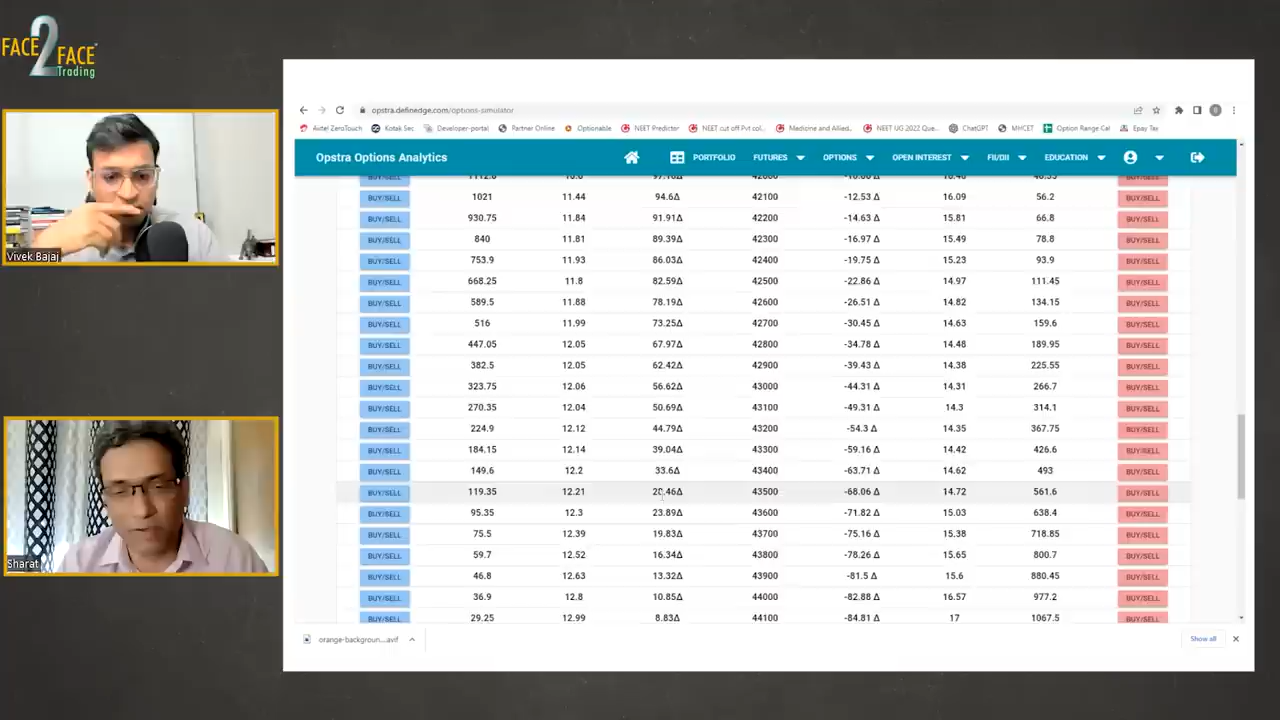 FACE 2 FACE
Trading
Vivek Bajaj
Sharat
opstra.definedge.com/options-simulator
Airtel ZeroTouch Kotak Sec Developer-portal Partner Online Optionable NEET Predictor NEET cut off Pvt col... Medicine and Allied.. NEET UG 2022 Que... ChatGPT MHCET Option Range Cal Epay Tax
Opstra Options Analytics PORTFOLIO FUTURES OPTIONS OPEN INTEREST FII/DII EDUCATION
BUY/SELL 1021 11.44 94.6Δ 42100 -12.53 Δ 16.09 56.2 BUY/SELL
BUY/SELL 930.75 11.84 91.91Δ 42200 -14.63 Δ 15.81 66.8 BUY/SELL
BUY/SELL 840 11.81 89.39Δ 42300 -16.97 Δ 15.49 78.8 BUY/SELL
BUY/SELL 753.9 11.93 86.03Δ 42400 -19.75 Δ 15.23 93.9 BUY/SELL
BUY/SELL 668.25 11.8 82.59Δ 42500 -22.86 Δ 14.97 111.45 BUY/SELL
BUY/SELL 589.5 11.88 78.19Δ 42600 -26.51 Δ 14.82 134.15 BUY/SELL
BUY/SELL 516 11.99 73.25Δ 42700 -30.45 Δ 14.63 159.6 BUY/SELL
BUY/SELL 447.05 12.05 67.97Δ 42800 -34.78 Δ 14.48 189.95 BUY/SELL
BUY/SELL 382.5 12.05 62.42Δ 42900 -39.43 Δ 14.38 225.55 BUY/SELL
BUY/SELL 323.75 12.06 56.62Δ 43000 -44.31 Δ 14.31 266.7 BUY/SELL
BUY/SELL 270.35 12.04 50.69Δ 43100 -49.31 Δ 14.3 314.1 BUY/SELL
BUY/SELL 224.9 12.12 44.79Δ 43200 -54.3 Δ 14.35 367.75 BUY/SELL
BUY/SELL 184.15 12.14 39.04Δ 43300 -59.16 Δ 14.42 426.6 BUY/SELL
BUY/SELL 149.6 12.2 33.6Δ 43400 -63.71 Δ 14.62 493 BUY/SELL
BUY/SELL 119.35 12.21 43500 -68.06 Δ 14.72 561.6 BUY/SELL
BUY/SELL 95.35 12.3 23.89Δ 43600 -71.82 Δ 15.03 638.4 BUY/SELL
BUY/SELL 75.5 12.39 19.83Δ 43700 -75.16 Δ 15.38 718.85 BUY/SELL
BUY/SELL 59.7 12.52 16.34Δ 43800 -78.26 Δ 15.65 800.7 BUY/SELL
BUY/SELL 46.8 12.63 13.32Δ 43900 -81.5 Δ 15.6 880.45 BUY/SELL
BUY/SELL 36.9 12.8 10.85Δ 44000 -82.88 Δ 16.57 977.2 BUY/SELL
BUY/SELL 29.25 12.99 8.83Δ 44100 -84.81 Δ 17 1067.5 BUY/SELL
orange-backgroun....avif Show all